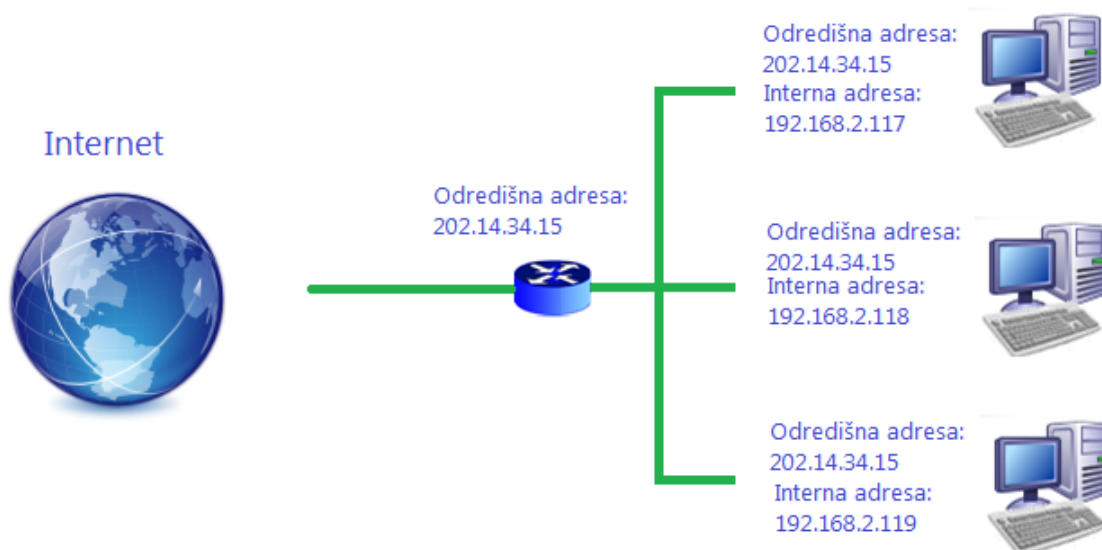 Internet
Odredišna adresa:
202.14.34.15
Odredišna adresa:
202.14.34.15
Interna adresa:
192.168.2.117
Odredišna adresa:
202.14.34.15
Interna adresa:
192.168.2.118
Odredišna adresa:
202.14.34.15
Interna adresa:
192.168.2.119